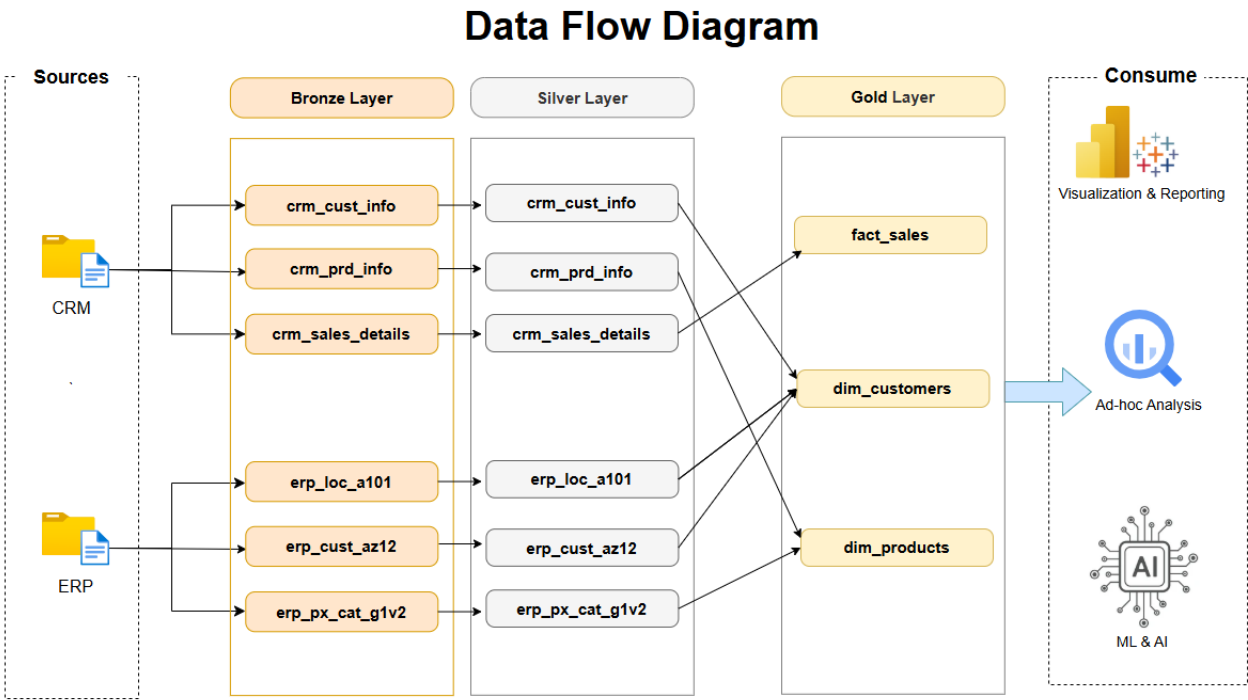 Data Flow Diagram
Sources
Bronze Layer
Silver Layer
Gold Layer
Consume
crm_cust_info
crm_prd_info
crm_sales_details
CRM
erp_loc_a101
erp_cust_az12
erp_px_cat_g1v2
ERP
crm_cust_info
crm_prd_info
crm_sales_details
erp_loc_a101
erp_cust_az12
erp_px_cat_g1v2
fact_sales
dim_customers
dim_products
Visualization & Reporting
Ad-hoc Analysis
AI
ML & AI